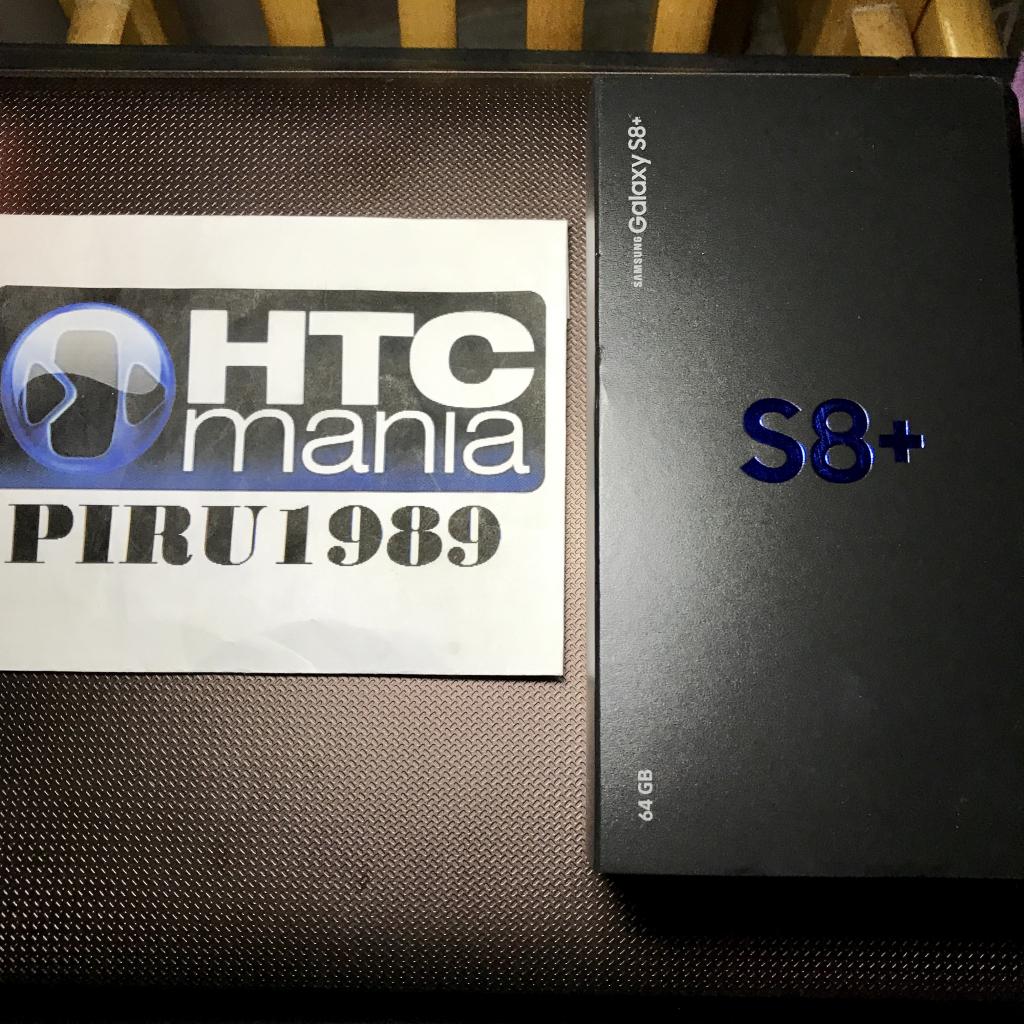 HTC
mania
PIRU1989
SAMSUNG Galaxy S8+
S8+
64 GB